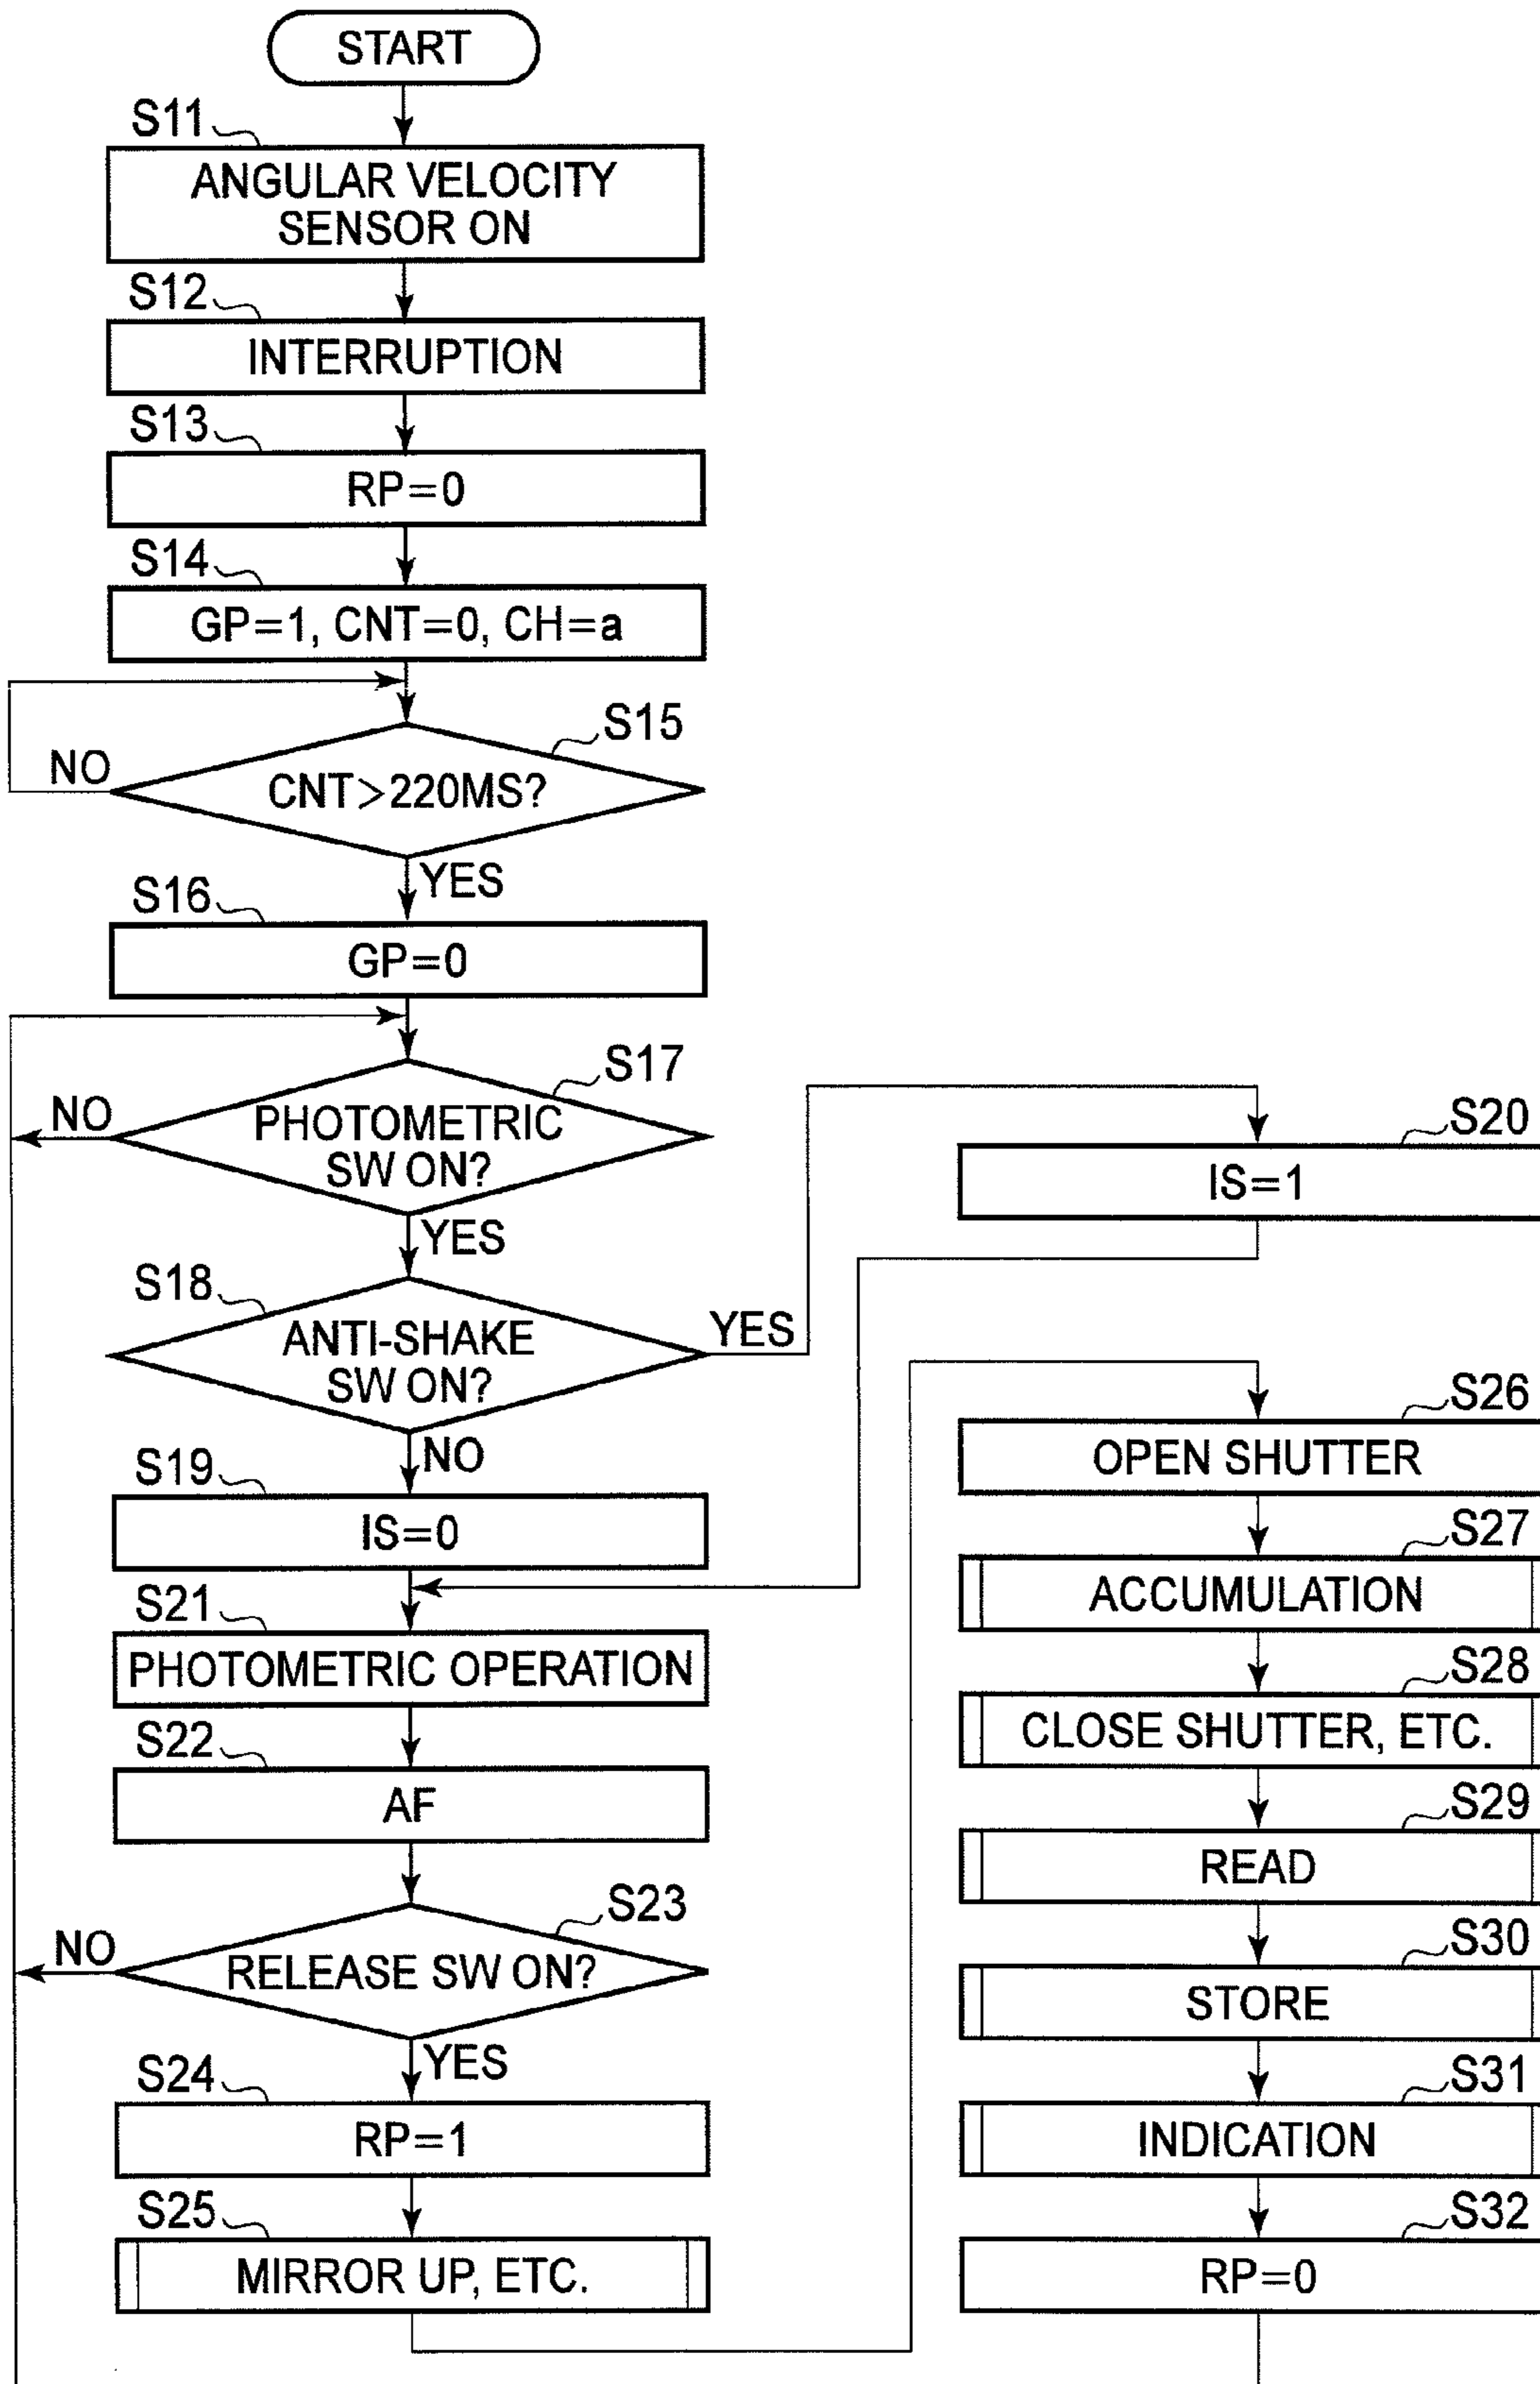 START
S11
ANGULAR VELOCITY
SENSOR ON
S12
INTERRUPTION
S13
RP=0
S14
GP=1, CNT=0, CH=a
S15
CNT>220MS?
NO
YES
S16
GP=0
S17
PHOTOMETRIC
SW ON?
NO
YES
S18
ANTI-SHAKE
SW ON?
YES
NO
S19
IS=0
S20
IS=1
S21
PHOTOMETRIC OPERATION
S22
AF
S23
RELEASE SW ON?
NO
YES
S24
RP=1
S25
MIRROR UP, ETC.
S26
OPEN SHUTTER
S27
ACCUMULATION
S28
CLOSE SHUTTER, ETC.
S29
READ
S30
STORE
S31
INDICATION
S32
RP=0